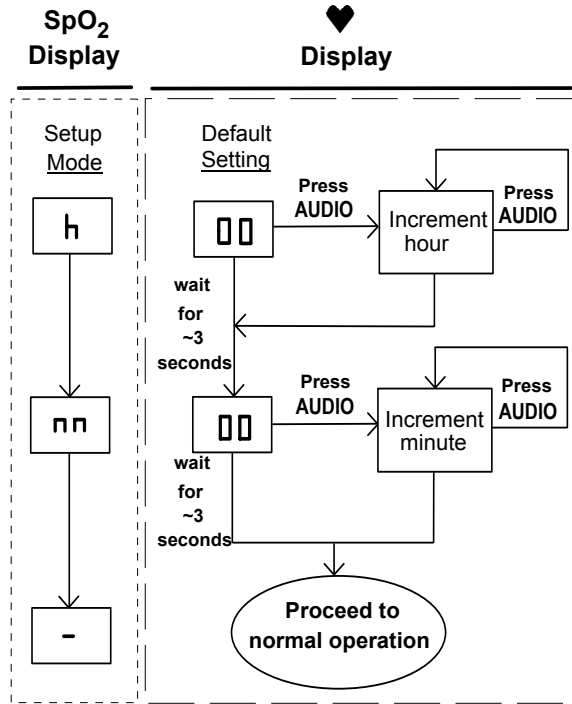 SpO2
Display
♥
Display
Setup
Mode
h
nn
-
Default
Setting
00
Press
AUDIO
Increment
hour
Press
AUDIO
wait
for
~3
seconds
00
Press
AUDIO
Increment
minute
Press
AUDIO
wait
for
~3
seconds
Proceed to
normal operation